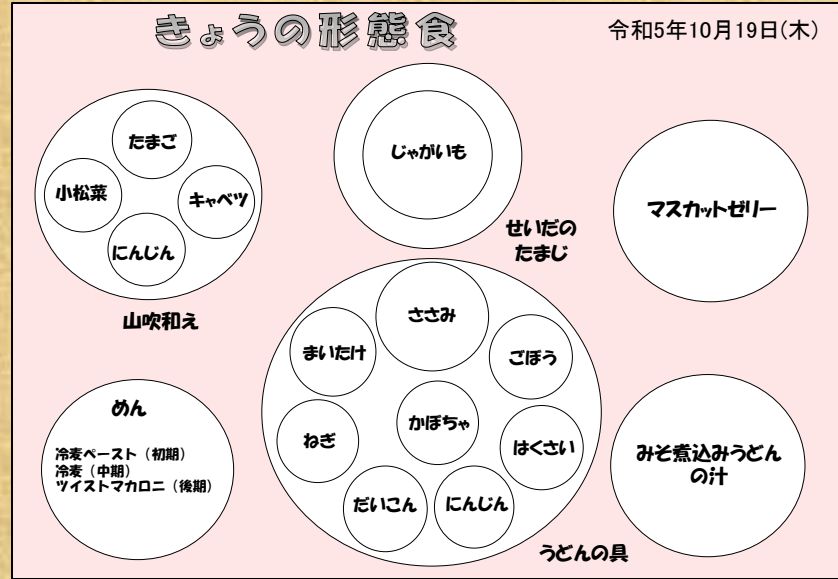 きょうの形態食
令和5年10月19日(木)
たまご
小松菜
キャベツ
にんじん
山吹和え
じゃがいも
せいだの
たまじ
マスカットゼリー
めん
冷麦ペースト（初期）
冷麦（中期）
ツイストマカロニ（後期）
ささみ
まいたけ
ごぼう
かぼちゃ
ねぎ
はくさい
だいこん
にんじん
うどんの具
みそ煮込みうどん
の汁